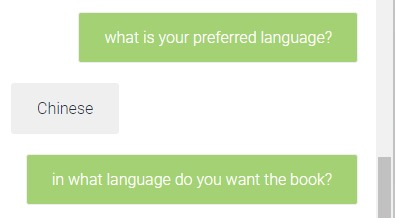 what is your preferred language?
Chinese
in what language do you want the book?